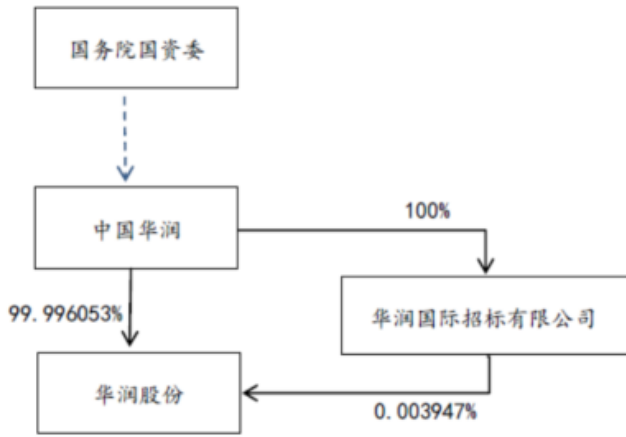 国务院国资委
中国华润
100%
99.996053%
华润国际招标有限公司
华润股份
0.003947%